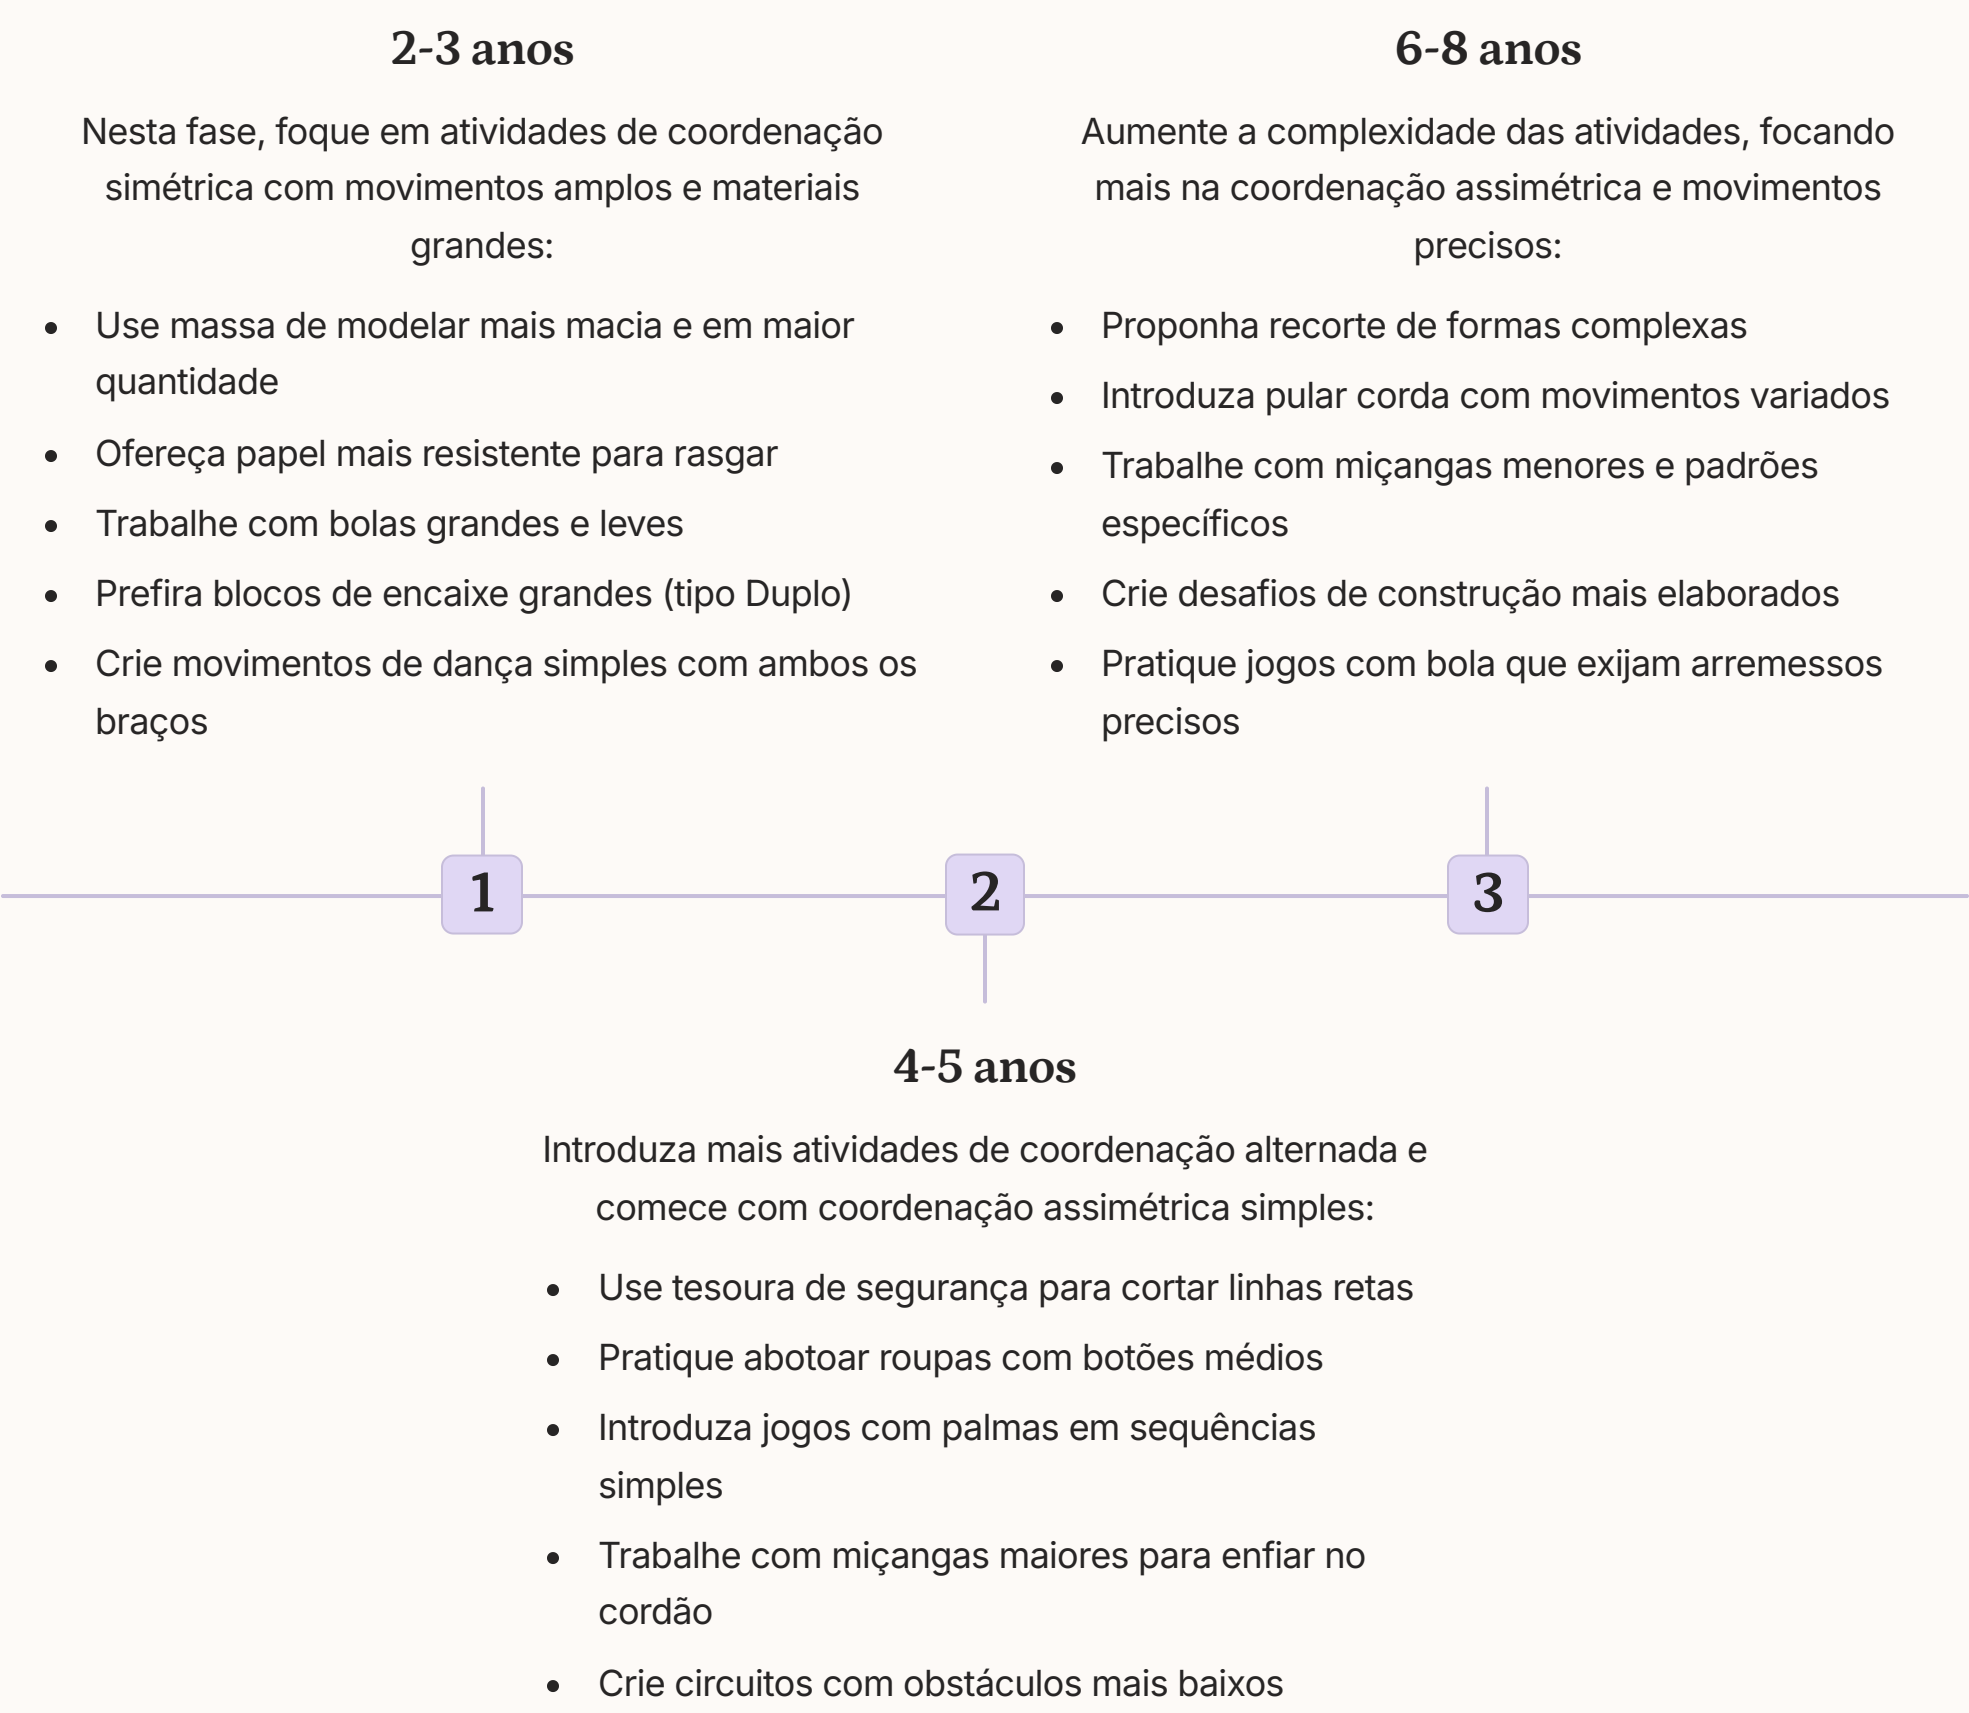 2-3 anos
Nesta fase, foque em atividades de coordenação
simétrica com movimentos amplos e materiais
grandes:
• Use massa de modelar mais macia e em maior
quantidade
• Ofereça papel mais resistente para rasgar
• Trabalhe com bolas grandes e leves
• Prefira blocos de encaixe grandes (tipo Duplo)
• Crie movimentos de dança simples com ambos os
braços
6-8 anos
Aumente a complexidade das atividades, focando
mais na coordenação assimétrica e movimentos
precisos:
• Proponha recorte de formas complexas
• Introduza pular corda com movimentos variados
• Trabalhe com miçangas menores e padrões
específicos
• Crie desafios de construção mais elaborados
• Pratique jogos com bola que exijam arremessos
precisos
1
2
3
4-5 anos
Introduza mais atividades de coordenação alternada e
comece com coordenação assimétrica simples:
• Use tesoura de segurança para cortar linhas retas
• Pratique abotoar roupas com botões médios
• Introduza jogos com palmas em sequências
simples
• Trabalhe com miçangas maiores para enfiar no
cordão
• Crie circuitos com obstáculos mais baixos